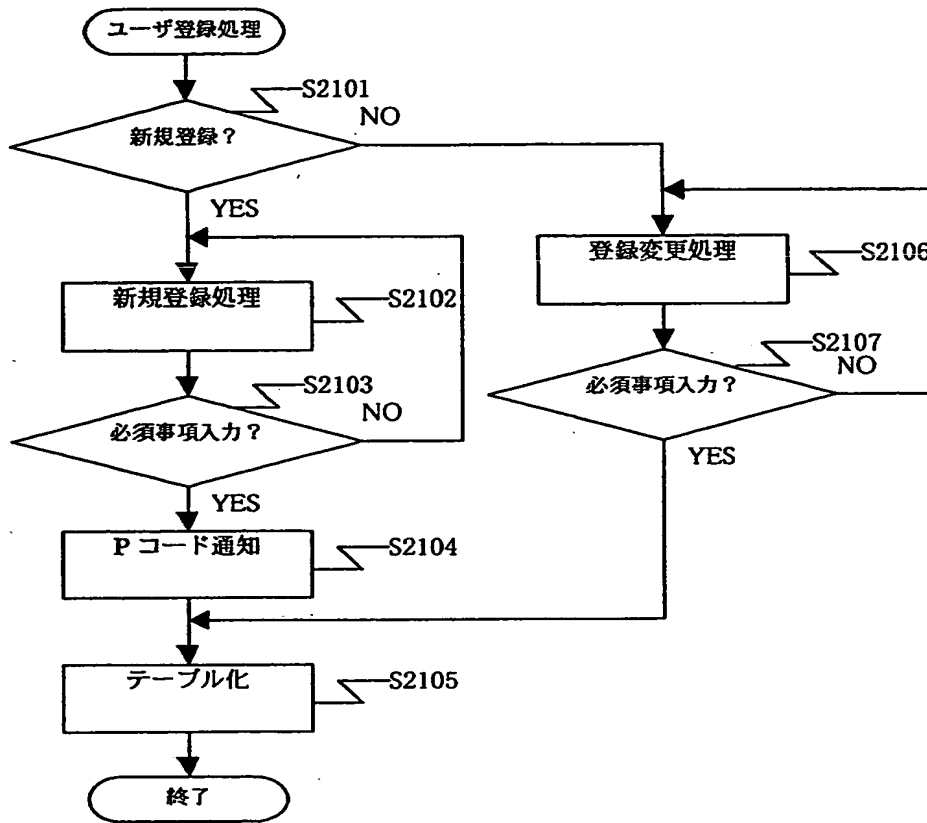 ユーザ登録処理
S2101
新規登録？
NO
YES
新規登録処理
S2102
S2103
必須事項入力？
NO
YES
P コード通知
S2104
テーブル化
S2105
終了
登録変更処理
S2106
S2107
必須事項入力？
NO
YES